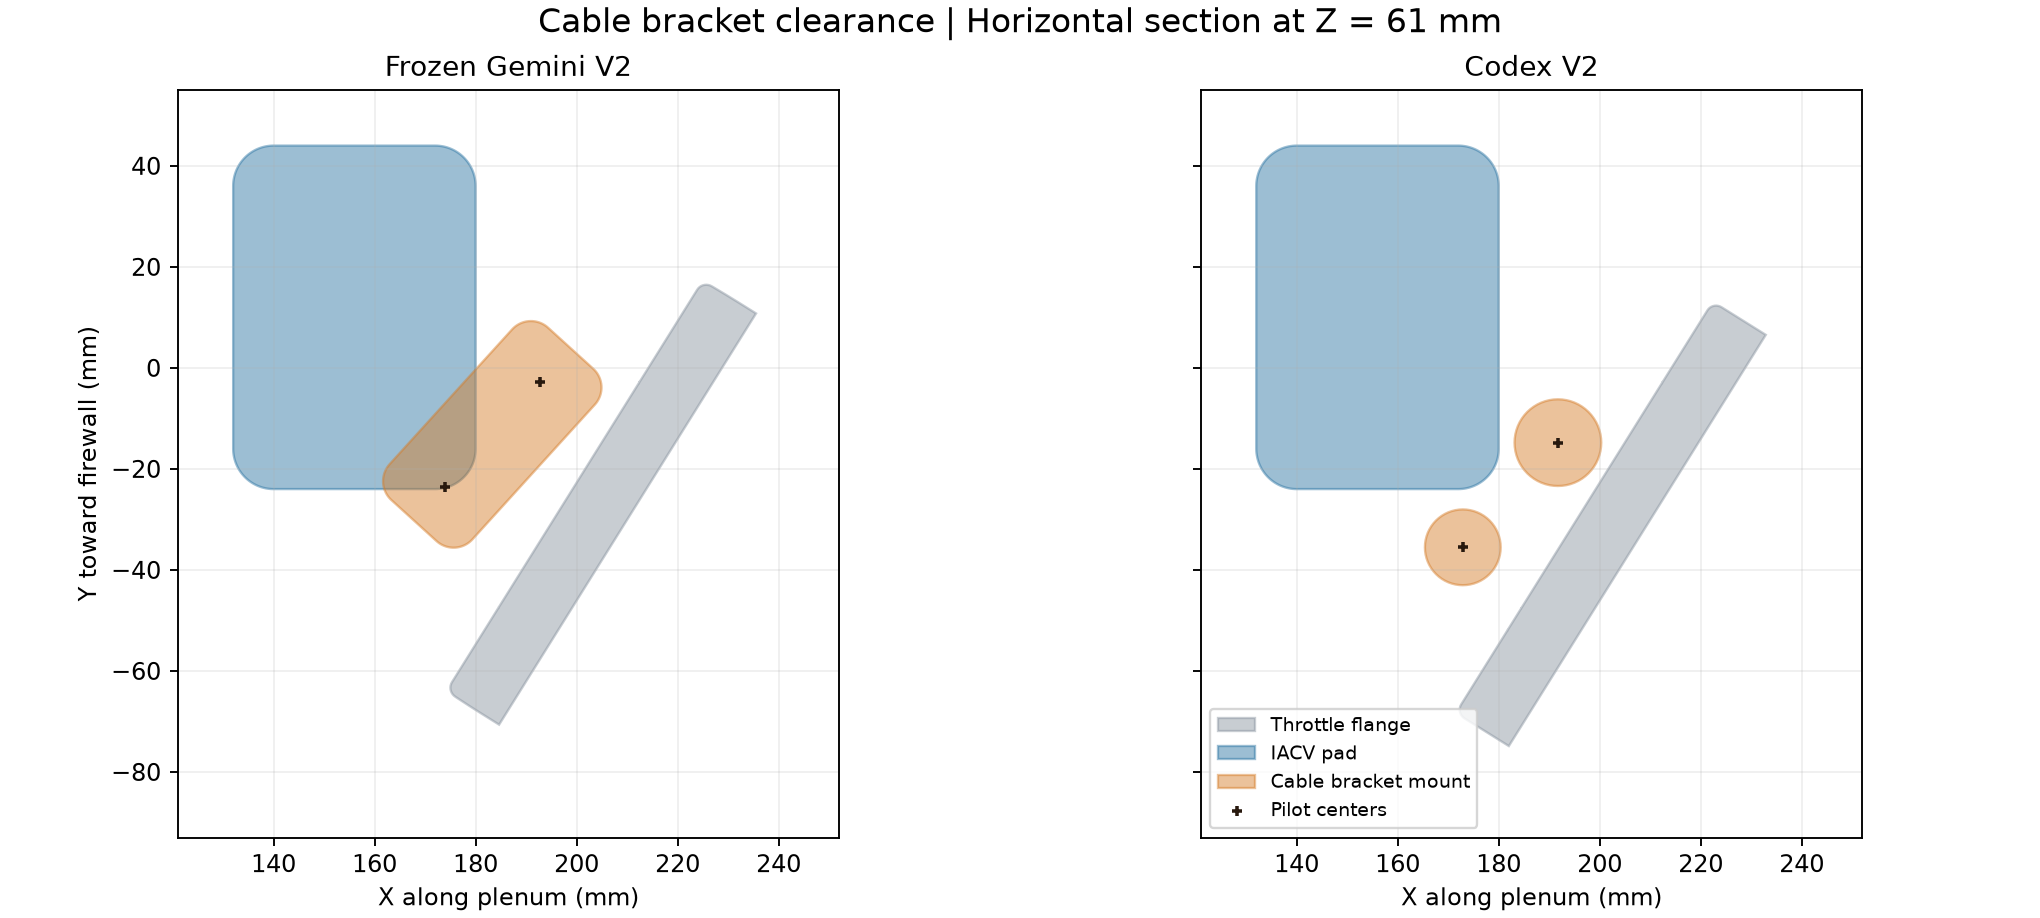 Cable bracket clearance | Horizontal section at Z = 61 mm
Frozen Gemini V2
40
20
0
−20
−40
−60
−80
Y toward firewall (mm)
140 160 180 200 220 240
X along plenum (mm)
Codex V2
Throttle flange
IACV pad
Cable bracket mount
Pilot centers
140 160 180 200 220 240
X along plenum (mm)